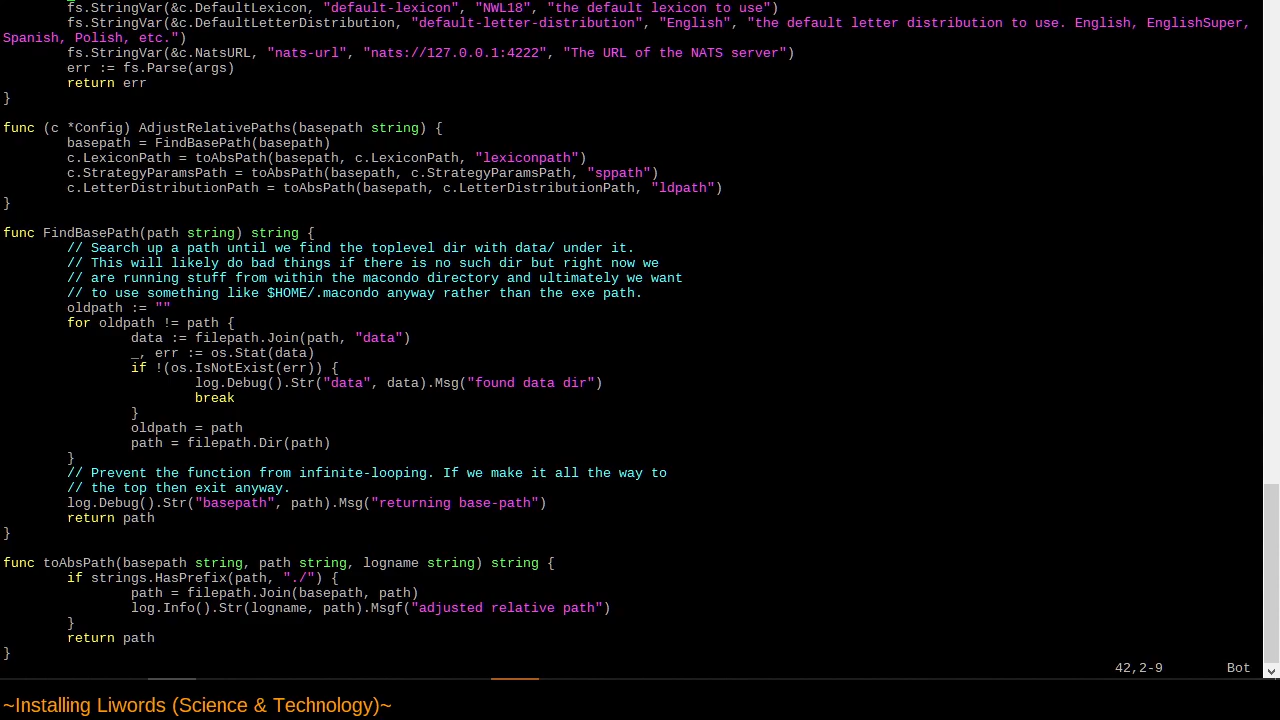 fs.StringVar(&c.DefaultLexicon, "default-lexicon", "NWL18", "the default lexicon to use")
fs.StringVar(&c.DefaultLetterDistribution, "default-letter-distribution", "English", "the default letter distribution to use. English, EnglishSuper,
Spanish, Polish, etc.")
fs.StringVar(&c.NatsURL, "nats-url", "nats://127.0.0.1:4222", "The URL of the NATS server")
err := fs.Parse(args)
return err
}
func (c *Config) AdjustRelativePaths(basepath string) {
basepath = FindBasePath(basepath)
c.LexiconPath = toAbsPath(basepath, c.LexiconPath, "lexiconpath")
c.StrategyParamsPath = toAbsPath(basepath, c.StrategyParamsPath, "sppath")
c.LetterDistributionPath = toAbsPath(basepath, c.LetterDistributionPath, "ldpath")
}
func FindBasePath(path string) string {
// Search up a path until we find the toplevel dir with data/ under it.
// This will likely do bad things if there is no such dir but right now we
// are running stuff from within the macondo directory and ultimately we want
// to use something like $HOME/.macondo anyway rather than the exe path.
oldpath := ""
for oldpath != path {
data := filepath.Join(path, "data")
_, err := os.Stat(data)
if !(os.IsNotExist(err)) {
log.Debug().Str("data", data).Msg("found data dir")
break
}
oldpath = path
path = filepath.Dir(path)
}
// Prevent the function from infinite-looping. If we make it all the way to
// the top then exit anyway.
log.Debug().Str("basepath", path).Msg("returning base-path")
return path
}
func toAbsPath(basepath string, path string, logname string) string {
if strings.HasPrefix(path, "./") {
path = filepath.Join(basepath, path)
log.Info().Str(logname, path).Msgf("adjusted relative path")
}
return path
}
42,2-9 Bot
~Installing Liwords (Science & Technology)~